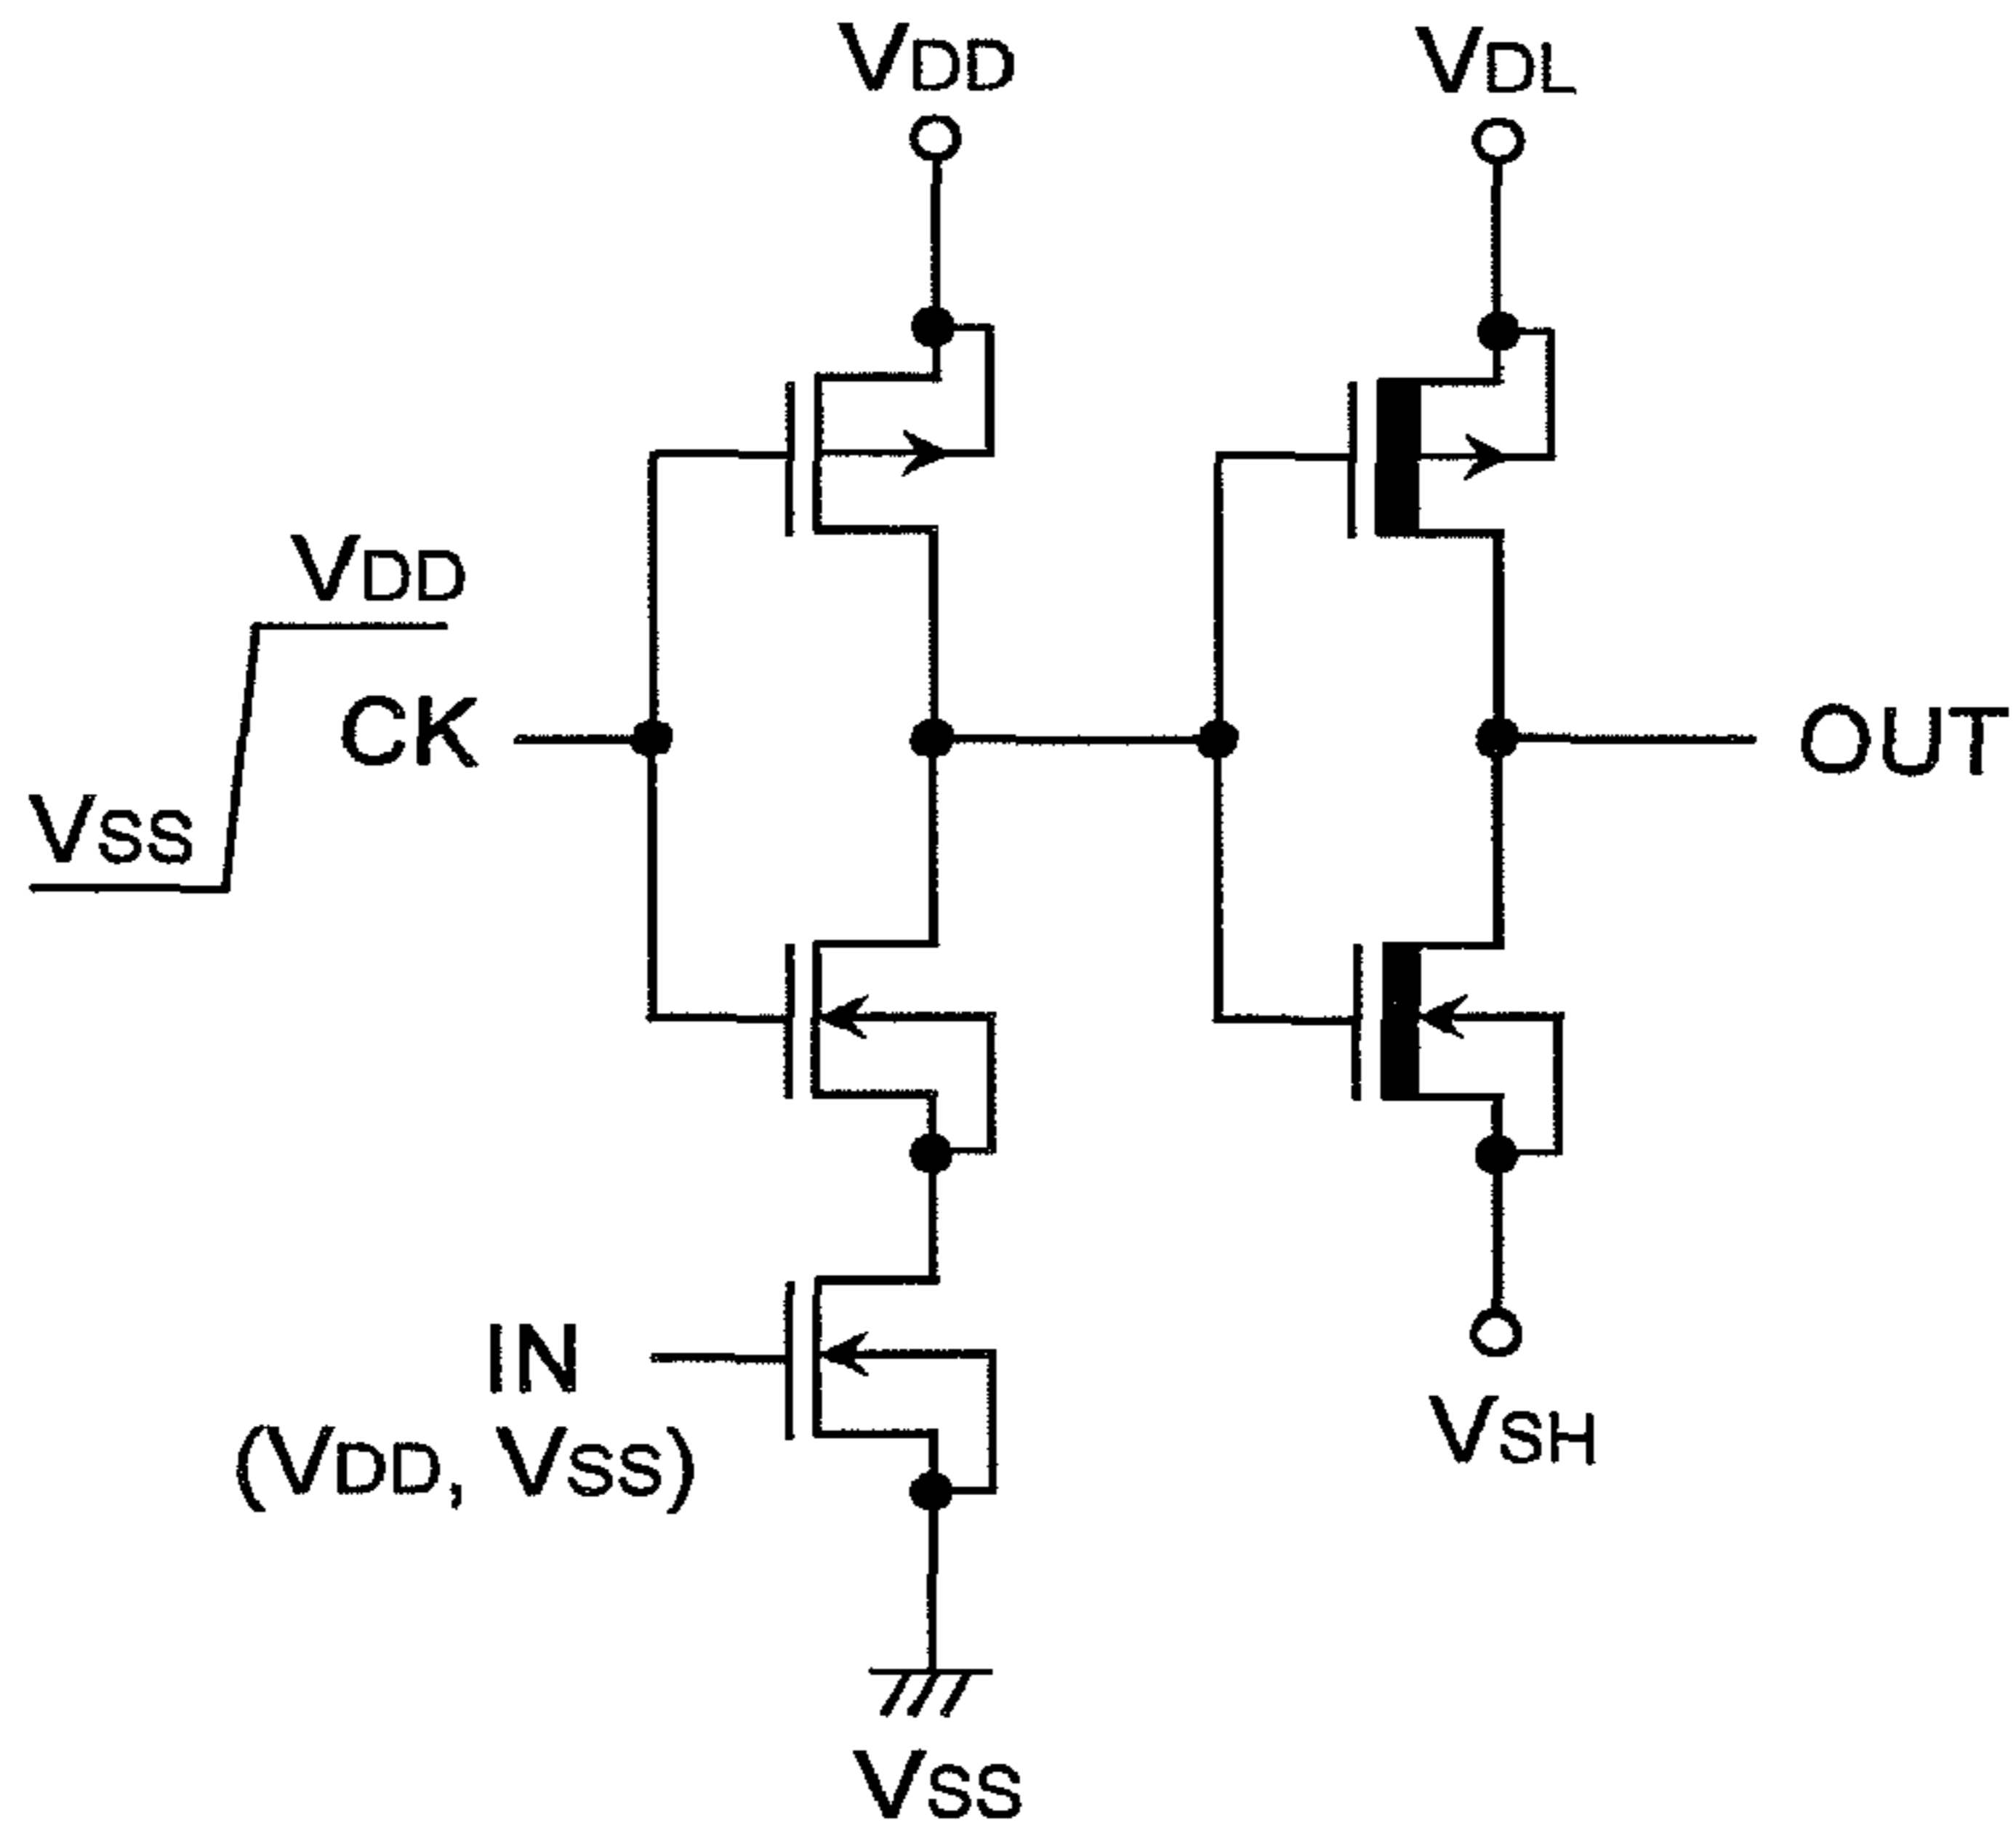 VDD
VDL
VDD
CK
OUT
VSS
IN
(VDD, VSS)
VSH
VSS